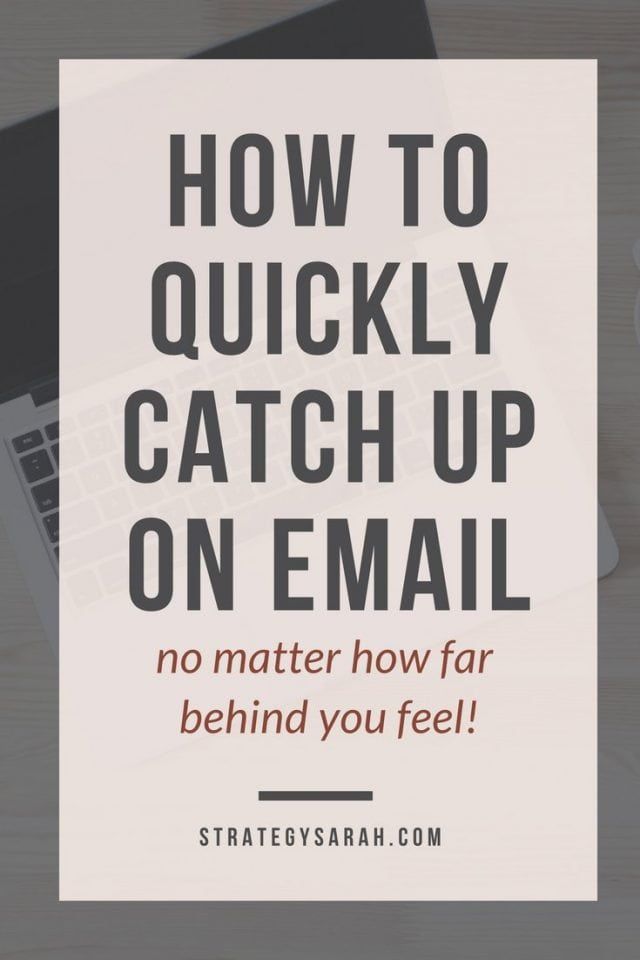 HOW TO
QUICKLY
CATCH UP
ON EMAIL
no matter how far
behind you feel!
STRATEGYSARAH.COM